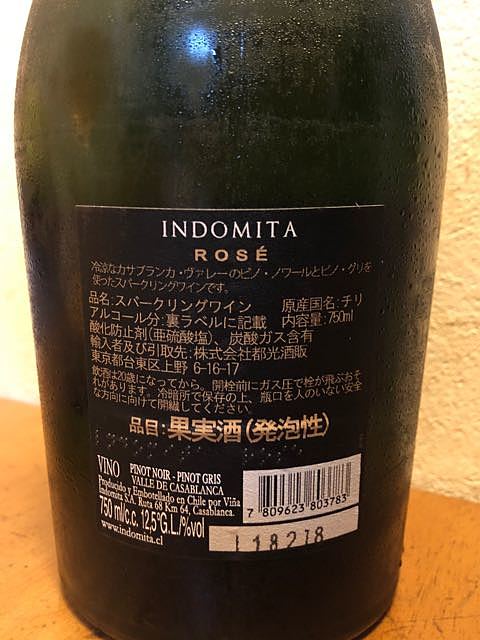 INDOMITA
ROSÉ
冷涼なカサブランカ・ヴァレーのピノ・ノワールとピノ・グリを
使ったスパークリングワインです。
品名：スパークリングワイン 原産国名：チリ
アルコール分：裏ラベルに記載 内容量：750ml
酸化防止剤（亜硫酸塩）、炭酸ガス含有
輸入者及び引取先：株式会社都光酒販
東京都台東区上野 6-16-17
飲酒は20歳になってから。開栓前にガス圧で栓が飛ぶおそ
れがあります。冷暗所で保存の上、瓶口を人のいない安全
な方向に向けて開栓してください。
品目：果実酒（発泡性）
VINO PINOT NOIR - PINOT GRIS
VALLE DE CASABLANCA
Producido y Embotellado en Chile por Viña
Indomita S.A. Ruta 68 Km 64, Casablanca.
750 ml/c.c. 12,5°G.L./%vol
www.indomita.cl
7 809623 803783
L18218